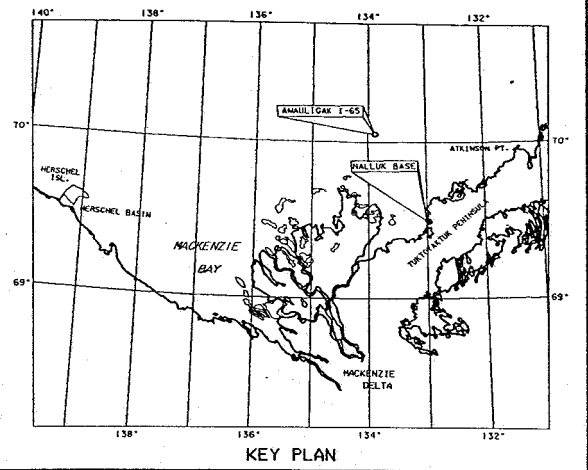 140°
138°
136°
134°
132°
AMAULIGAK I-65
70°
70°
ATKINSON PT.
NALLUK BASE
HERSCHEL
ISL.
HERSCHEL BASIN
TUKTOYAKTUK PENINSULA
MACKENZIE
BAY
69°
69°
MACKENZIE
DELTA
138°
136°
134°
132°
KEY PLAN